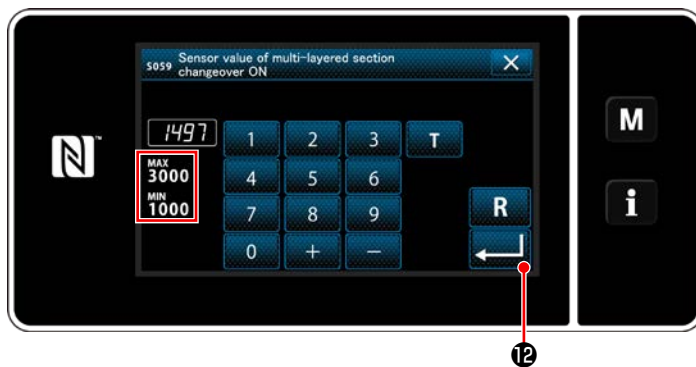 S059 Sensor value of multi-layered section
changeover ON
X
1497
1 2 3 T
MAX
3000
4 5 6
MIN
1000
7 8 9 R
0 + −
M
i
N
⓬